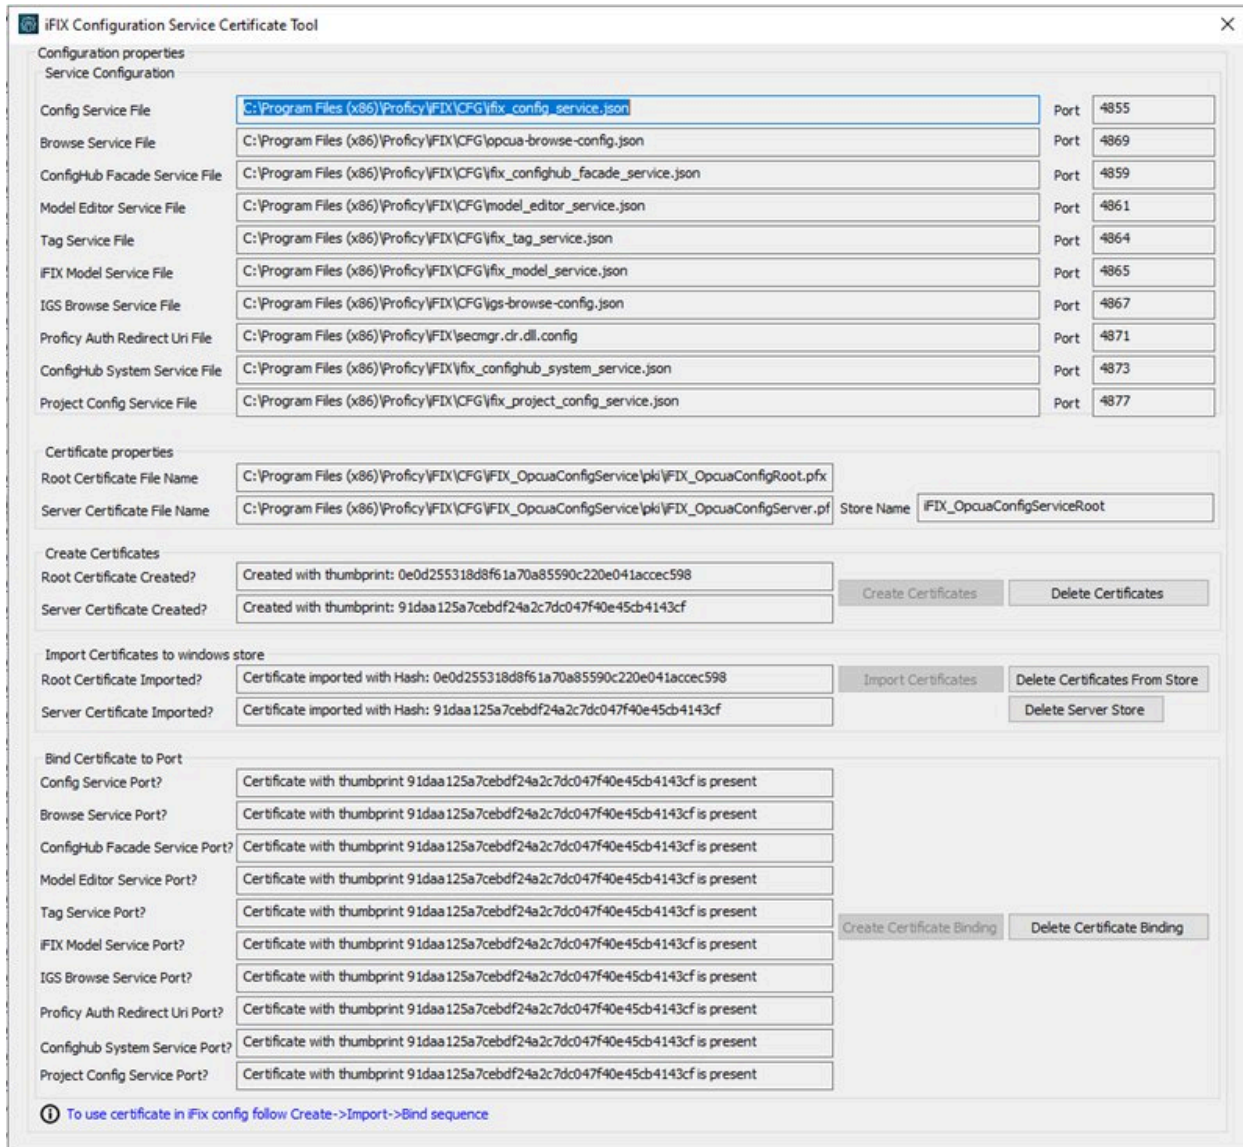 iFIX Configuration Service Certificate Tool
Configuration properties
Service Configuration
Config Service File C:\Program Files (x86)\Proficy\iFIX\CFG\ifix_config_service.json Port 4855
Browse Service File C:\Program Files (x86)\Proficy\iFIX\CFG\opcua-browse-config.json Port 4869
ConfigHub Facade Service File C:\Program Files (x86)\Proficy\iFIX\CFG\ifix_confighub_facade_service.json Port 4859
Model Editor Service File C:\Program Files (x86)\Proficy\iFIX\CFG\model_editor_service.json Port 4861
Tag Service File C:\Program Files (x86)\Proficy\iFIX\CFG\ifix_tag_service.json Port 4864
iFIX Model Service File C:\Program Files (x86)\Proficy\iFIX\CFG\ifix_model_service.json Port 4865
IGS Browse Service File C:\Program Files (x86)\Proficy\iFIX\CFG\igs-browse-config.json Port 4867
Proficy Auth Redirect Uri File C:\Program Files (x86)\Proficy\iFIX\secmgr.clr.dll.config Port 4871
ConfigHub System Service File C:\Program Files (x86)\Proficy\iFIX\ifix_confighub_system_service.json Port 4873
Project Config Service File C:\Program Files (x86)\Proficy\iFIX\CFG\ifix_project_config_service.json Port 4877
Certificate properties
Root Certificate File Name C:\Program Files (x86)\Proficy\iFIX\CFG\iFIX_OpcuaConfigService\pki\iFIX_OpcuaConfigRoot.pfx
Server Certificate File Name C:\Program Files (x86)\Proficy\iFIX\CFG\iFIX_OpcuaConfigService\pki\iFIX_OpcuaConfigServer.pf Store Name iFIX_OpcuaConfigServiceRoot
Create Certificates
Root Certificate Created? Created with thumbprint: 0e0d255318d8f61a70a85590c220e041accec598
Server Certificate Created? Created with thumbprint: 91daa125a7cebdf24a2c7dc047f40e45cb4143cf
Create Certificates Delete Certificates
Import Certificates to windows store
Root Certificate Imported? Certificate imported with Hash: 0e0d255318d8f61a70a85590c220e041accec598 Import Certificates Delete Certificates From Store
Server Certificate Imported? Certificate imported with Hash: 91daa125a7cebdf24a2c7dc047f40e45cb4143cf Delete Server Store
Bind Certificate to Port
Config Service Port? Certificate with thumbprint 91daa125a7cebdf24a2c7dc047f40e45cb4143cf is present
Browse Service Port? Certificate with thumbprint 91daa125a7cebdf24a2c7dc047f40e45cb4143cf is present
ConfigHub Facade Service Port? Certificate with thumbprint 91daa125a7cebdf24a2c7dc047f40e45cb4143cf is present
Model Editor Service Port? Certificate with thumbprint 91daa125a7cebdf24a2c7dc047f40e45cb4143cf is present
Tag Service Port? Certificate with thumbprint 91daa125a7cebdf24a2c7dc047f40e45cb4143cf is present
Create Certificate Binding Delete Certificate Binding
iFIX Model Service Port? Certificate with thumbprint 91daa125a7cebdf24a2c7dc047f40e45cb4143cf is present
IGS Browse Service Port? Certificate with thumbprint 91daa125a7cebdf24a2c7dc047f40e45cb4143cf is present
Proficy Auth Redirect Uri Port? Certificate with thumbprint 91daa125a7cebdf24a2c7dc047f40e45cb4143cf is present
Confighub System Service Port? Certificate with thumbprint 91daa125a7cebdf24a2c7dc047f40e45cb4143cf is present
Project Config Service Port? Certificate with thumbprint 91daa125a7cebdf24a2c7dc047f40e45cb4143cf is present
To use certificate in iFix config follow Create->Import->Bind sequence